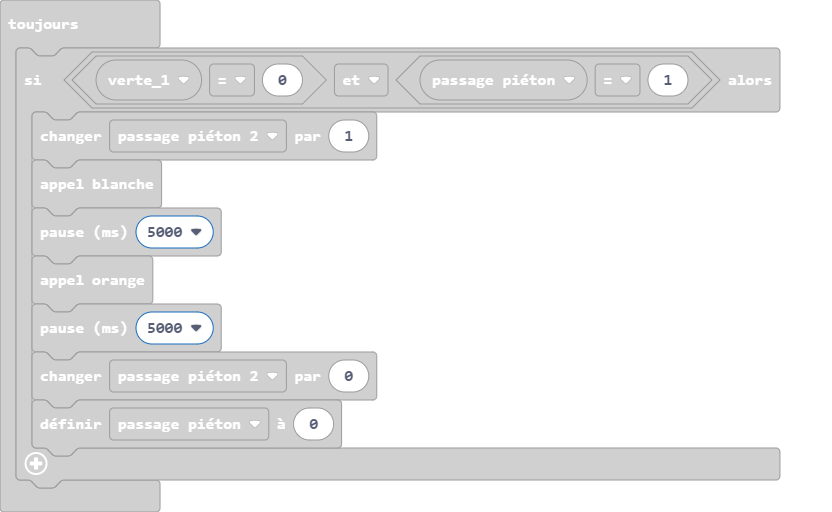 toujours
si verte_1 = 0 et passage piéton = 1 alors
changer passage piéton 2 par 1
appel blanche
pause (ms) 5000
appel orange
pause (ms) 5000
changer passage piéton 2 par 0
définir passage piéton à 0